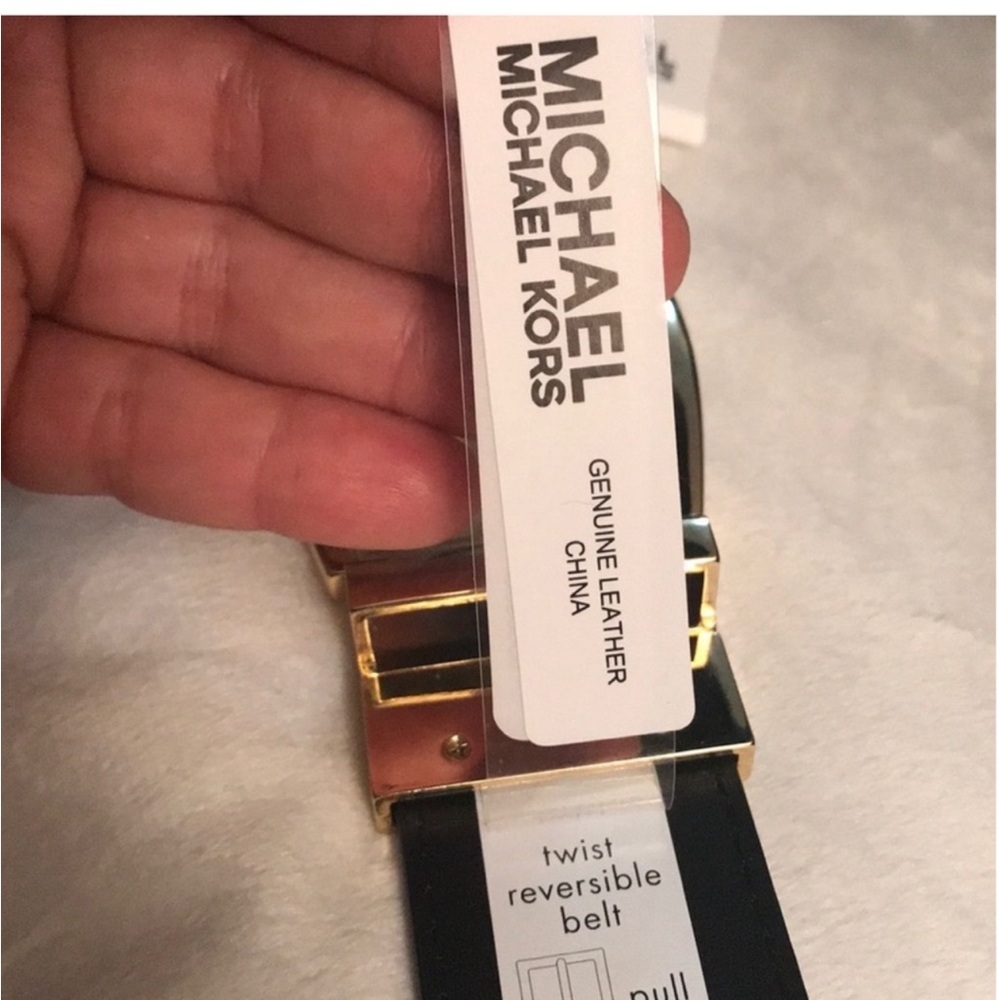 MICHAEL
MICHAEL KORS
GENUINE LEATHER
CHINA
twist
reversible
belt
pull